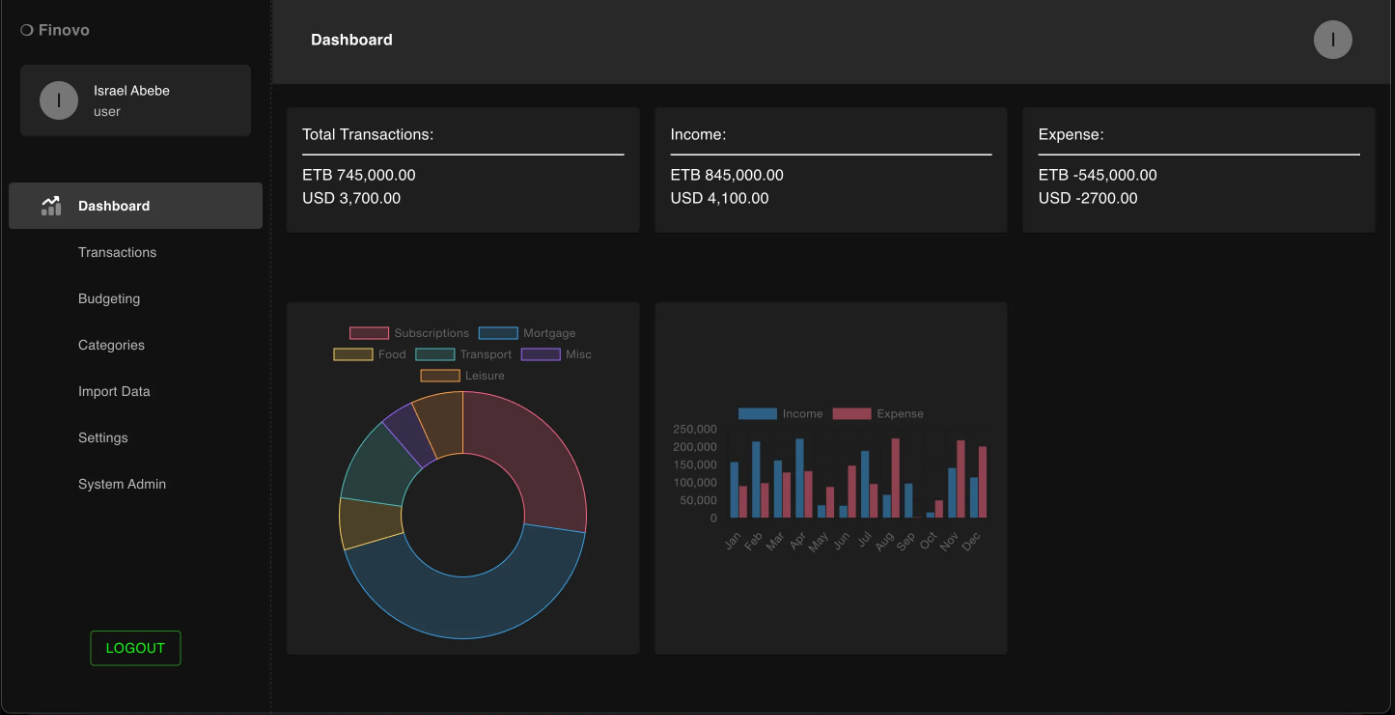 Finovo
Israel Abebe
user
Dashboard
Transactions
Budgeting
Categories
Import Data
Settings
System Admin
LOGOUT
Dashboard
I
I
Total Transactions:
ETB 745,000.00
USD 3,700.00
Income:
ETB 845,000.00
USD 4,100.00
Expense:
ETB -545,000.00
USD -2700.00
Subscriptions Mortgage
Food Transport Misc
Leisure
Income Expense
250,000
200,000
150,000
100,000
50,000
0
Jan Feb Mar Apr May Jun Jul Aug Sep Oct Nov Dec